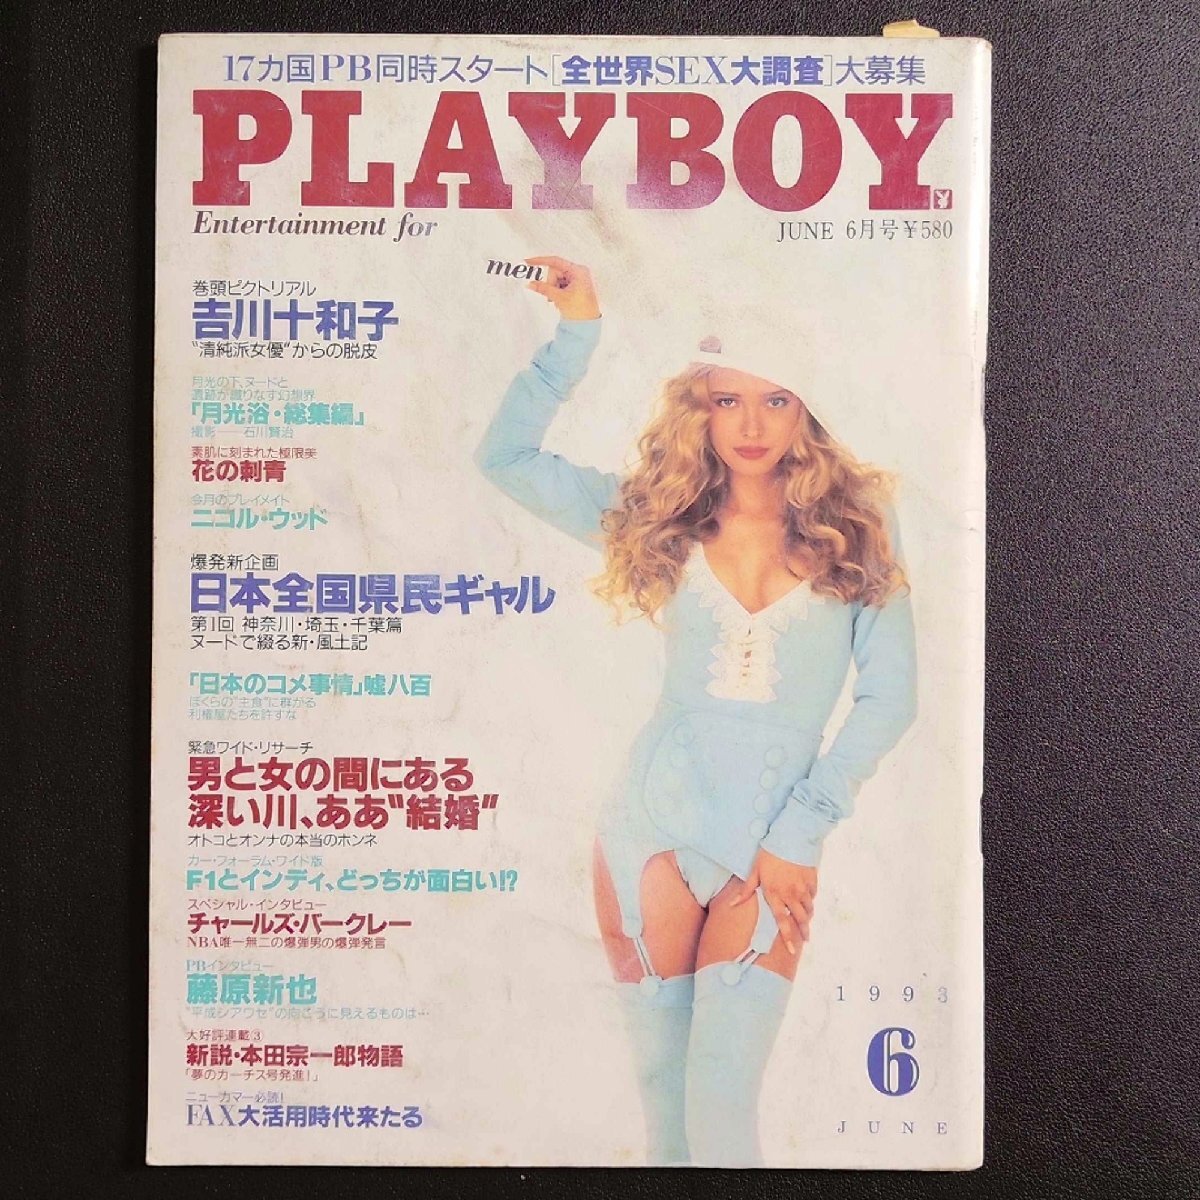 17カ国PB同時スタート[全世界SEX大調査]大募集
PLAYBOY
Entertainment for
men
JUNE 6月号¥580
巻頭ピクトリアル
吉川十和子
"清純派女優"からの脱皮
月光の下、ヌードと
遺跡が織りなす幻想界
「月光浴・総集編」
撮影――石川賢治
素肌に刻まれた極限美
花の刺青
今月のプレイメイト
ニコル・ウッド
爆発新企画
日本全国県民ギャル
第1回 神奈川・埼玉・千葉篇
ヌードで綴る新・風土記
「日本のコメ事情」嘘八百
ぼくらの"主食"に群がる
利権屋たちを許すな
緊急ワイド・リサーチ
男と女の間にある
深い川、ああ"結婚"
オトコとオンナの本当のホンネ
カー・フォーラム・ワイド版
F1とインディ、どっちが面白い!?
スペシャル・インタビュー
チャールズ・バークレー
NBA唯一無二の爆弾男の爆弾発言
PBインタビュー
藤原新也
"平成シアワセ"の向こうに見えるものは…
大好評連載③
新説・本田宗一郎物語
「夢のカーチス号発進!」
ニューカマー必読!
FAX大活用時代来たる
1993
6
JUNE